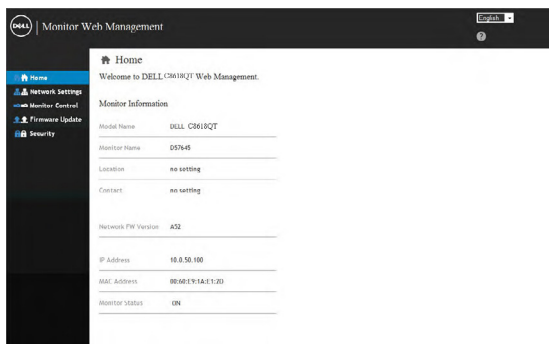 DELL
Monitor Web Management
English
?
Home
Network Settings
Monitor Control
Firmware Update
Security
Home
Welcome to DELL C8618QT Web Management.
Monitor Information
Model Name DELL C8618QT
Monitor Name D57645
Location no setting
Contact no setting
Network FW Version A52
IP Address 10.0.50.100
MAC Address
Monitor Status ON